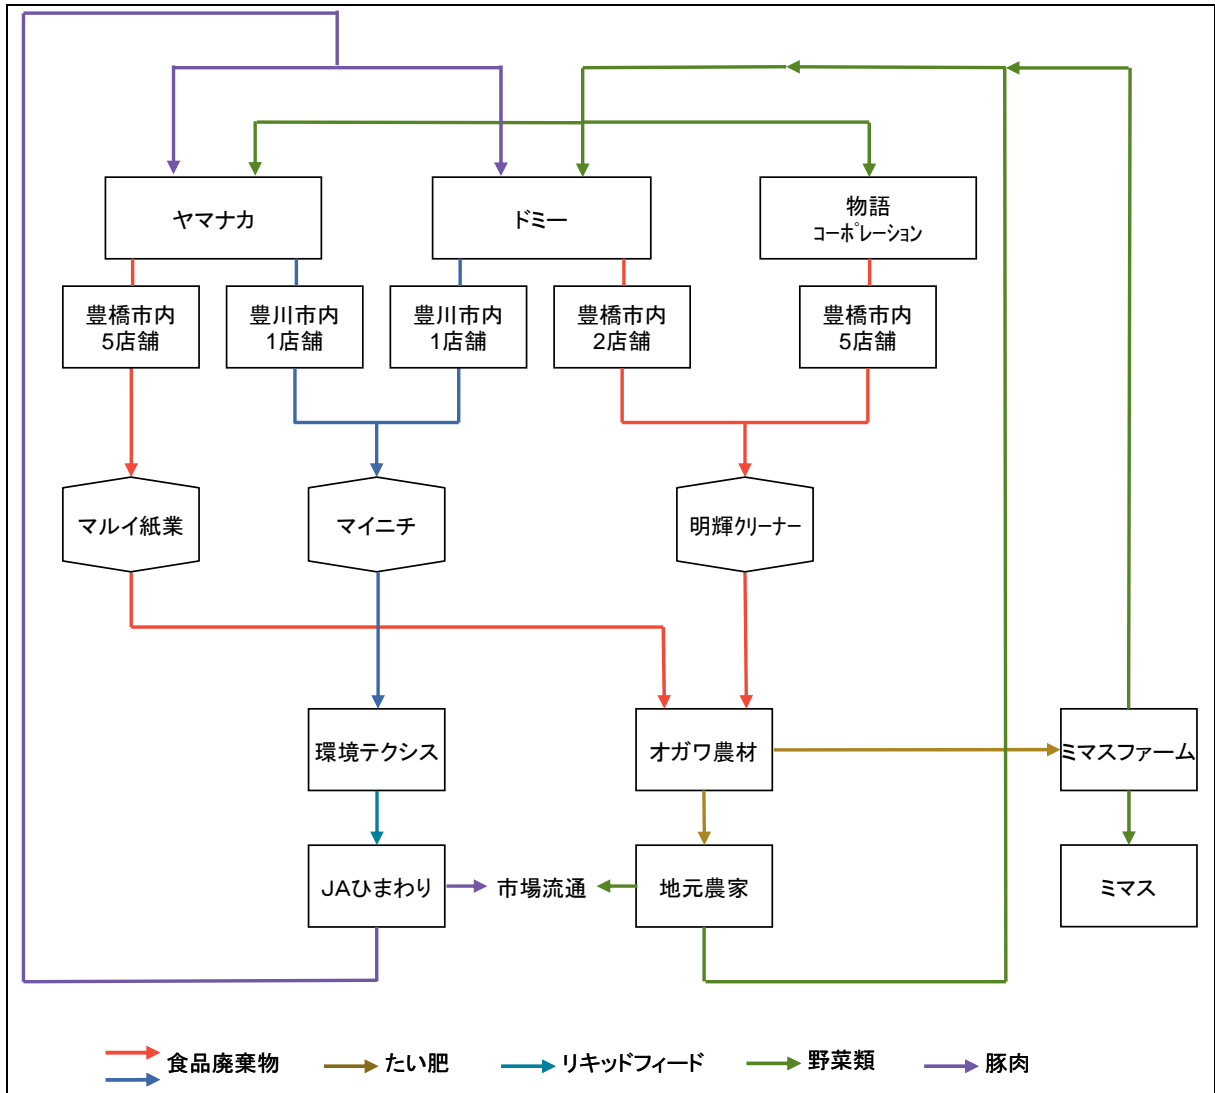 ヤマナカ
ドミー
物語
コーポレーション
豊橋市内
5店舗
豊川市内
1店舗
豊川市内
1店舗
豊橋市内
2店舗
豊橋市内
5店舗
マルイ紙業
マイニチ
明輝クリーナー
環境テクシス
オガワ農材
ミマスファーム
JAひまわり
市場流通
地元農家
ミマス
食品廃棄物
たい肥
リキッドフィード
野菜類
豚肉